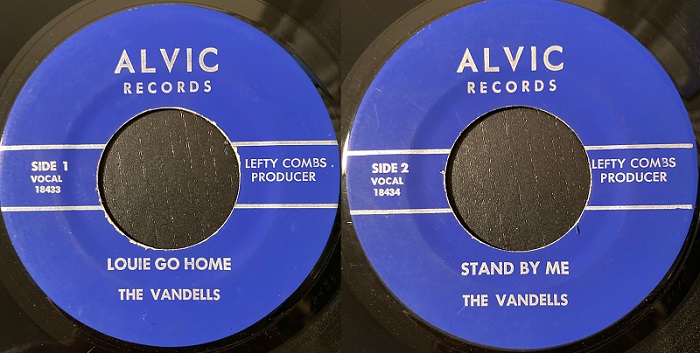 ALVIC
RECORDS
SIDE 1
VOCAL
18433
LEFTY COMBS
PRODUCER
LOUIE GO HOME
THE VANDELLS
ALVIC
RECORDS
SIDE 2
VOCAL
18434
LEFTY COMBS
PRODUCER
STAND BY ME
THE VANDELLS